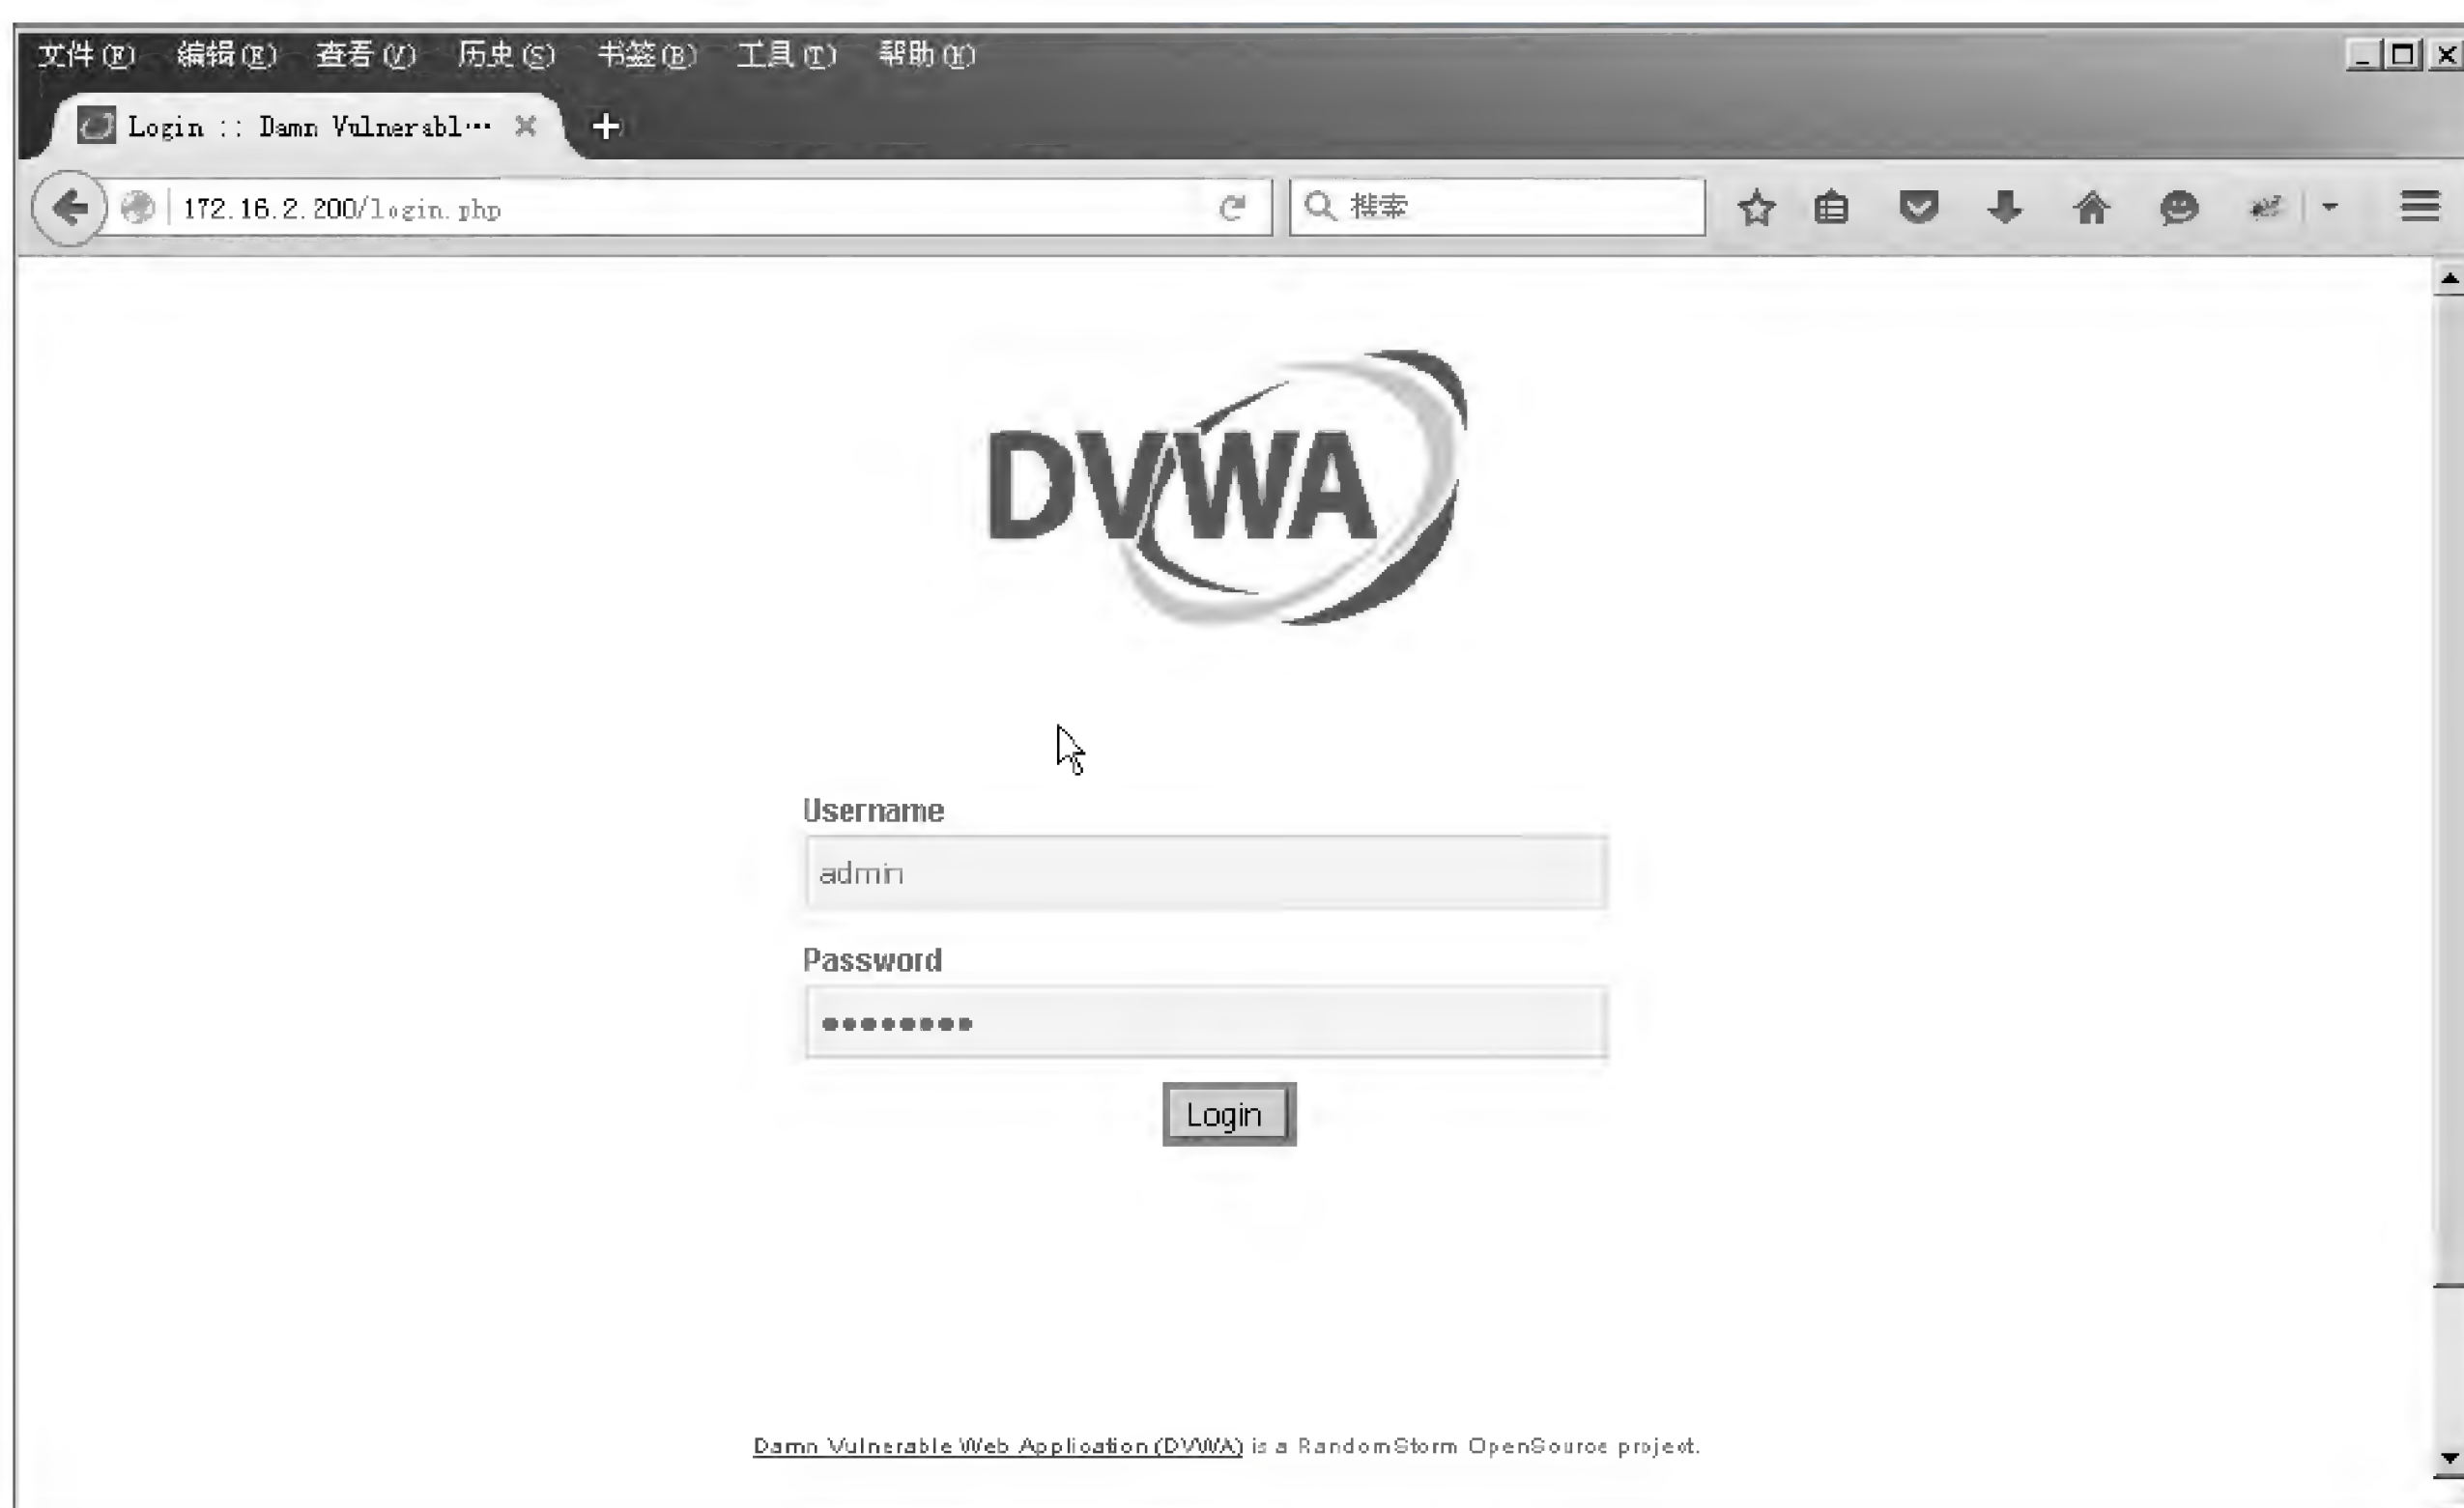 文件(F) 编辑(E) 查看(V) 历史(S) 书签(B) 工具(T) 帮助(H)
Login :: Damn Vulnerabl...
172.16.2.200/login.php
搜索
DVWA
Username
admin
Password
••••••••
Login
Damn Vulnerable Web Application (DVWA) is a RandomStorm OpenSource project.